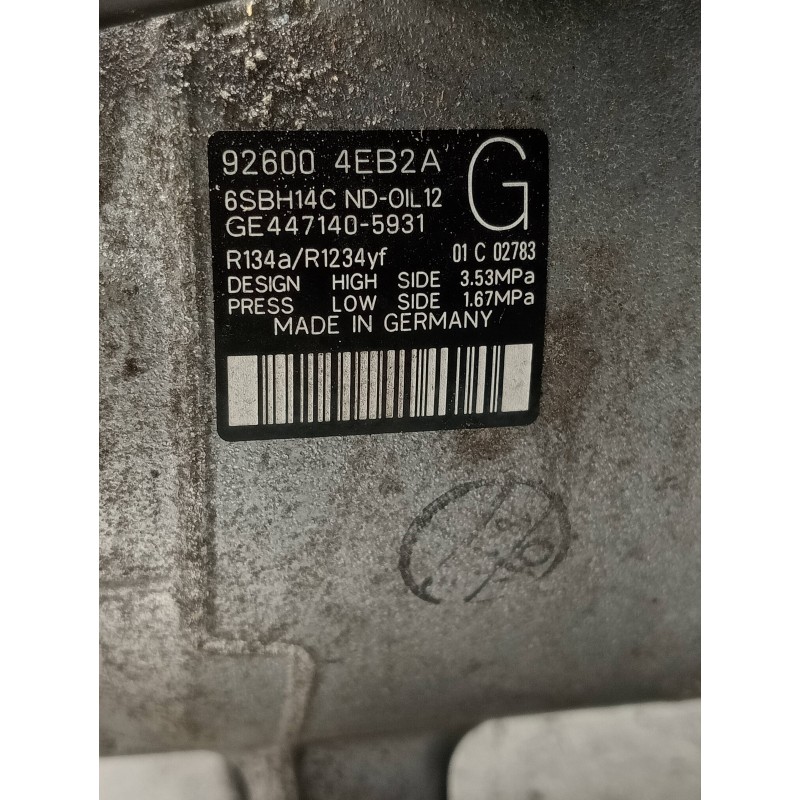 92600 4EB2A
G
6SBH14C ND-OIL12
GE447140-5931
R134a/R1234yf 01 C 02783
DESIGN HIGH SIDE 3.53MPa
PRESS LOW SIDE 1.67MPa
MADE IN GERMANY